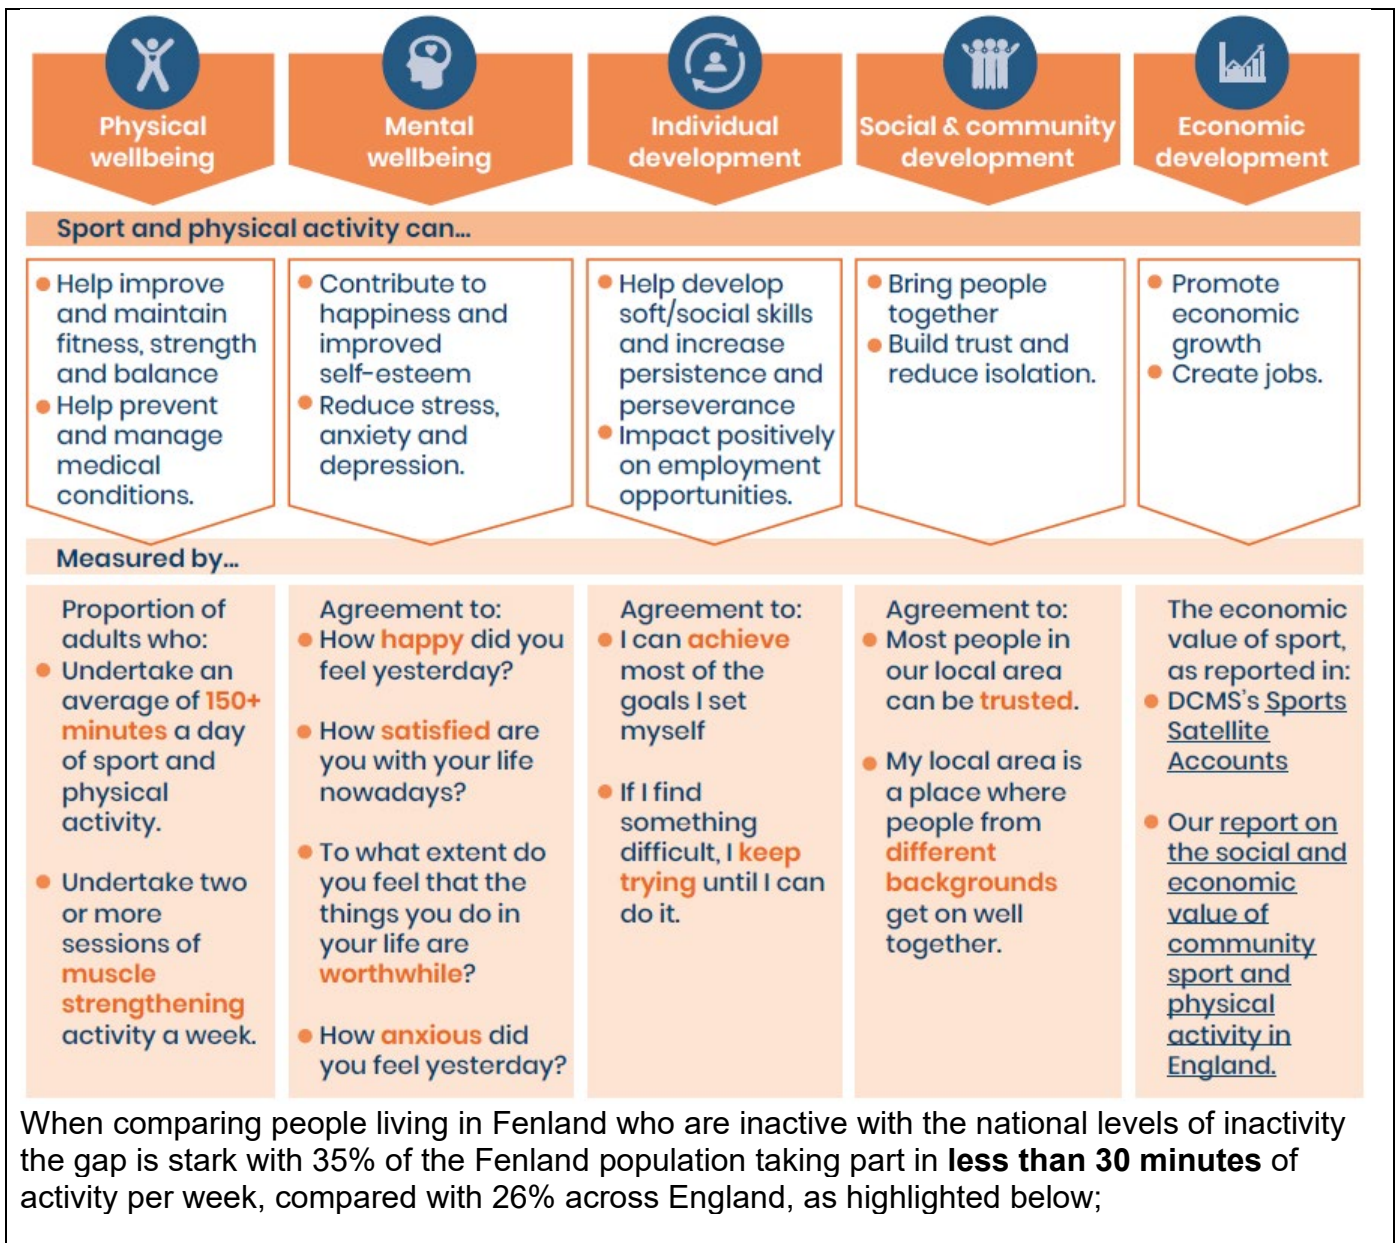 Physical
wellbeing
Mental
wellbeing
Individual
development
Social & community
development
Economic
development
Sport and physical activity can...
● Help improve
and maintain
fitness, strength
and balance
● Help prevent
and manage
medical
conditions.
● Contribute to
happiness and
improved
self-esteem
● Reduce stress,
anxiety and
depression.
● Help develop
soft/social skills
and increase
persistence and
perseverance
● Impact positively
on employment
opportunities.
● Bring people
together
● Build trust and
reduce isolation.
● Promote
economic
growth
● Create jobs.
Measured by...
Proportion of
adults who:
● Undertake an
average of 150+
minutes a day
of sport and
physical
activity.
● Undertake two
or more
sessions of
muscle
strengthening
activity a week.
Agreement to:
● How happy did you
feel yesterday?
● How satisfied are
you with your life
nowadays?
● To what extent do
you feel that the
things you do in
your life are
worthwhile?
● How anxious did
you feel yesterday?
Agreement to:
● I can achieve
most of the
goals I set
myself
● If I find
something
difficult, I keep
trying until I can
do it.
Agreement to:
● Most people in
our local area
can be trusted.
● My local area is
a place where
people from
different
backgrounds
get on well
together.
The economic
value of sport,
as reported in:
● DCMS's Sports
Satellite
Accounts
● Our report on
the social and
economic
value of
community
sport and
physical
activity in
England.
When comparing people living in Fenland who are inactive with the national levels of inactivity
the gap is stark with 35% of the Fenland population taking part in less than 30 minutes of
activity per week, compared with 26% across England, as highlighted below;